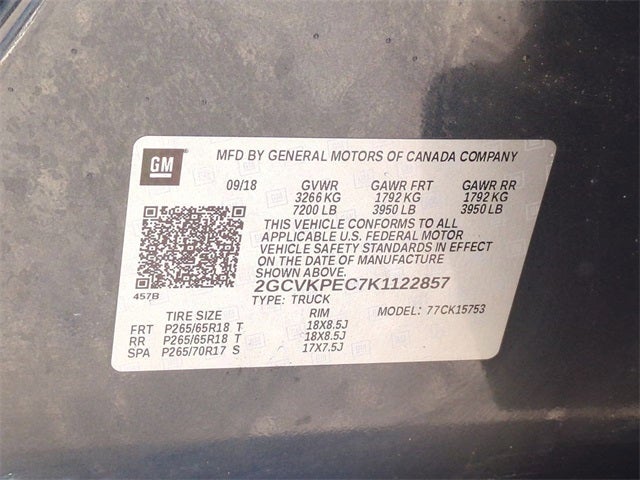 GM
MFD BY GENERAL MOTORS OF CANADA COMPANY
09/18 GVWR GAWR FRT GAWR RR
3266 KG 1792 KG 1792 KG
7200 LB 3950 LB 3950 LB
THIS VEHICLE CONFORMS TO ALL
APPLICABLE U.S. FEDERAL MOTOR
VEHICLE SAFETY STANDARDS IN EFFECT
ON THE DATE OF MANUFACTURE
SHOWN ABOVE.
457B
2GCVKPEC7K1122857
TYPE: TRUCK MODEL: 77CK15753
TIRE SIZE RIM
FRT P265/65R18 T 18X8.5J
RR P265/65R18 T 18X8.5J
SPA P265/70R17 S 17X7.5J